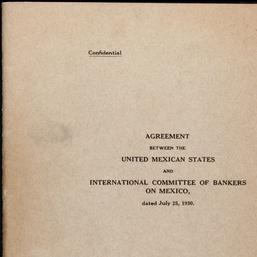 Confidential
AGREEMENT
BETWEEN THE
UNITED MEXICAN STATES
AND
INTERNATIONAL COMMITTEE OF BANKERS
ON MEXICO,
dated July 25, 1930.